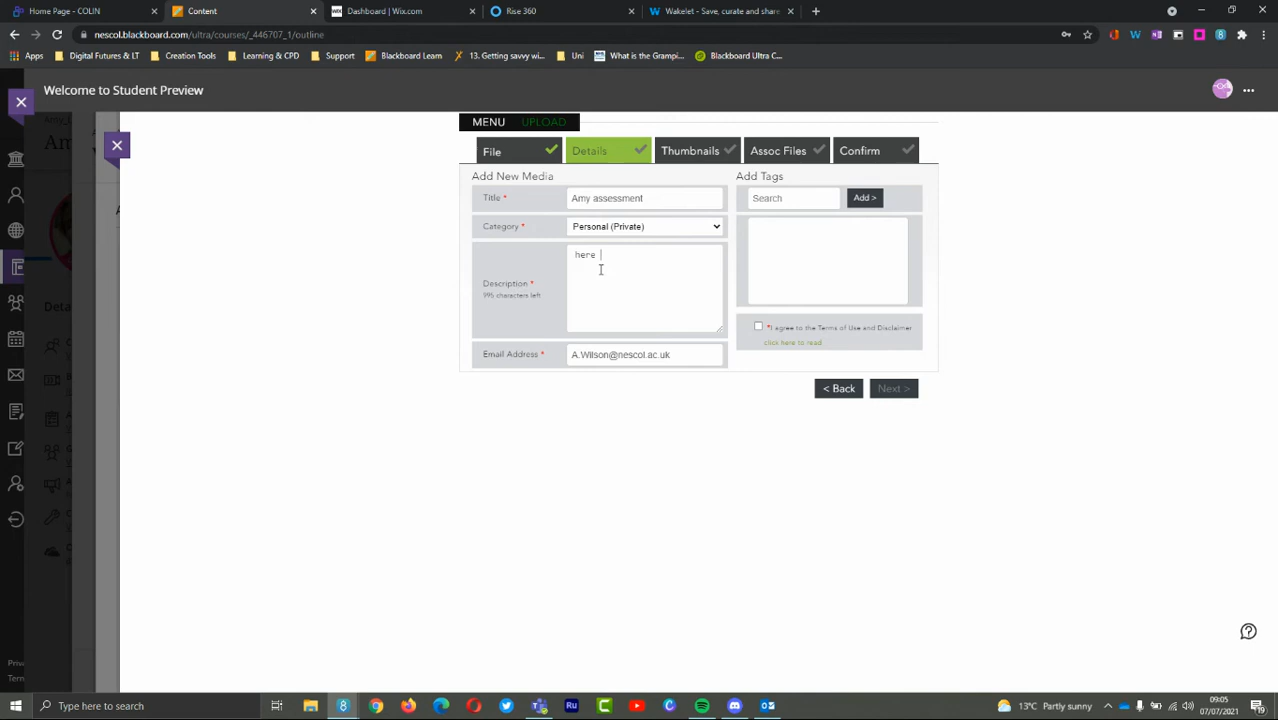 Home Page - COLIN
Content
Dashboard | Wix.com
Rise 360
Wakelet - Save, curate and share
nescol.blackboard.com/ultra/courses/_446707_1/outline
Apps
Digital Futures & LT
Creation Tools
Learning & CPD
Support
Blackboard Learn
13. Getting savvy wi...
Uni
What is the Grampi...
Blackboard Ultra C...
Welcome to Student Preview
MENU UPLOAD
File
Details
Thumbnails
Assoc Files
Confirm
Add New Media
Add Tags
Title *
Amy assessment
Search
Add >
Category *
Personal (Private)
here
Description *
995 characters left
*I agree to the Terms of Use and Disclaimer
click here to read
Email Address *
A.Wilson@nescol.ac.uk
< Back
Next >
Deta
Priva
Term
Type here to search
13°C Partly sunny
09:05
07/07/2021
19